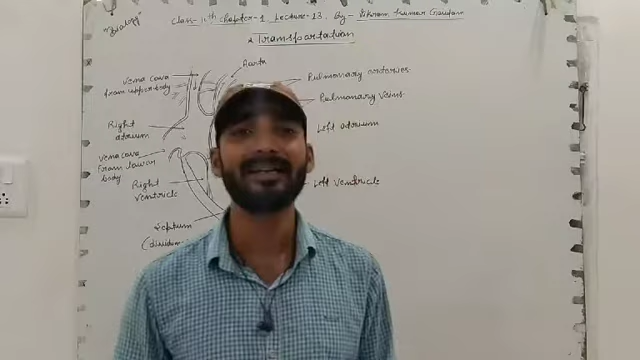 "Biology"
Class-10th Chapter-1, Lecture-13, By- Vikram Kumar Gautam
* Transportation
Aorta
Vena cava
from upper body
Pulmonary arteries
Pulmonary veins
Right
atrium
Left atrium
Vena cava
from lower
body
Right
ventricle
Left ventricle
septum